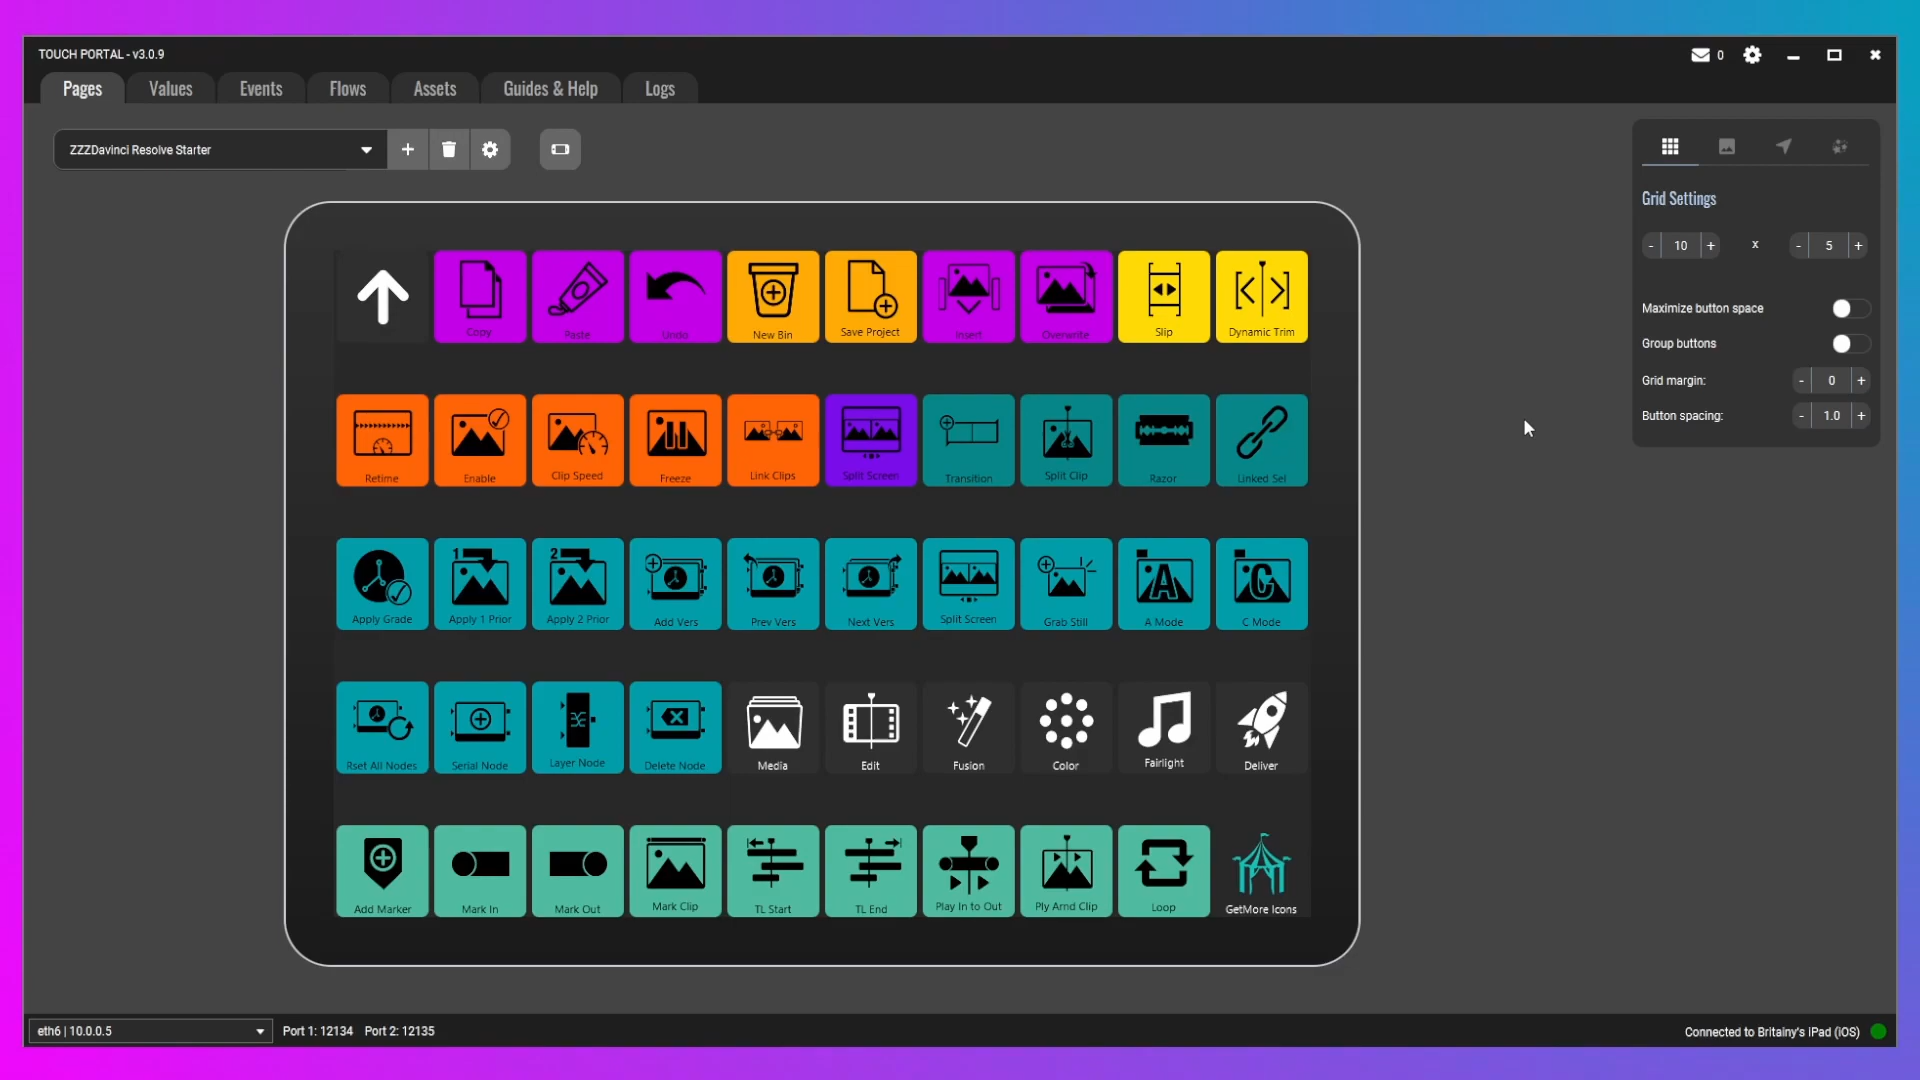 TOUCH PORTAL - v3.0.9
0
Pages
Values
Events
Flows
Assets
Guides & Help
Logs
ZZZDavinci Resolve Starter
Copy
Paste
Undo
New Bin
Save Project
Insert
Overwrite
Slip
Dynamic Trim
Retime
Enable
Clip Speed
Freeze
Link Clips
Split Screen
Transition
Split Clip
Razor
Linked Sel
1
2
A
C
Apply Grade
Apply 1 Prior
Apply 2 Prior
Add Vers
Prev Vers
Next Vers
Split Screen
Grab Still
A Mode
C Mode
Rset All Nodes
Serial Node
Layer Node
Delete Node
Media
Edit
Fusion
Color
Fairlight
Deliver
Add Marker
Mark In
Mark Out
Mark Clip
TL Start
TL End
Play In to Out
Ply Arnd Clip
Loop
GetMore Icons
Grid Settings
- 10 + x - 5 +
Maximize button space
Group buttons
Grid margin: - 0 +
Button spacing: - 1.0 +
eth6 | 10.0.0.5
Port 1: 12134 Port 2: 12135
Connected to Britainy's iPad (iOS)